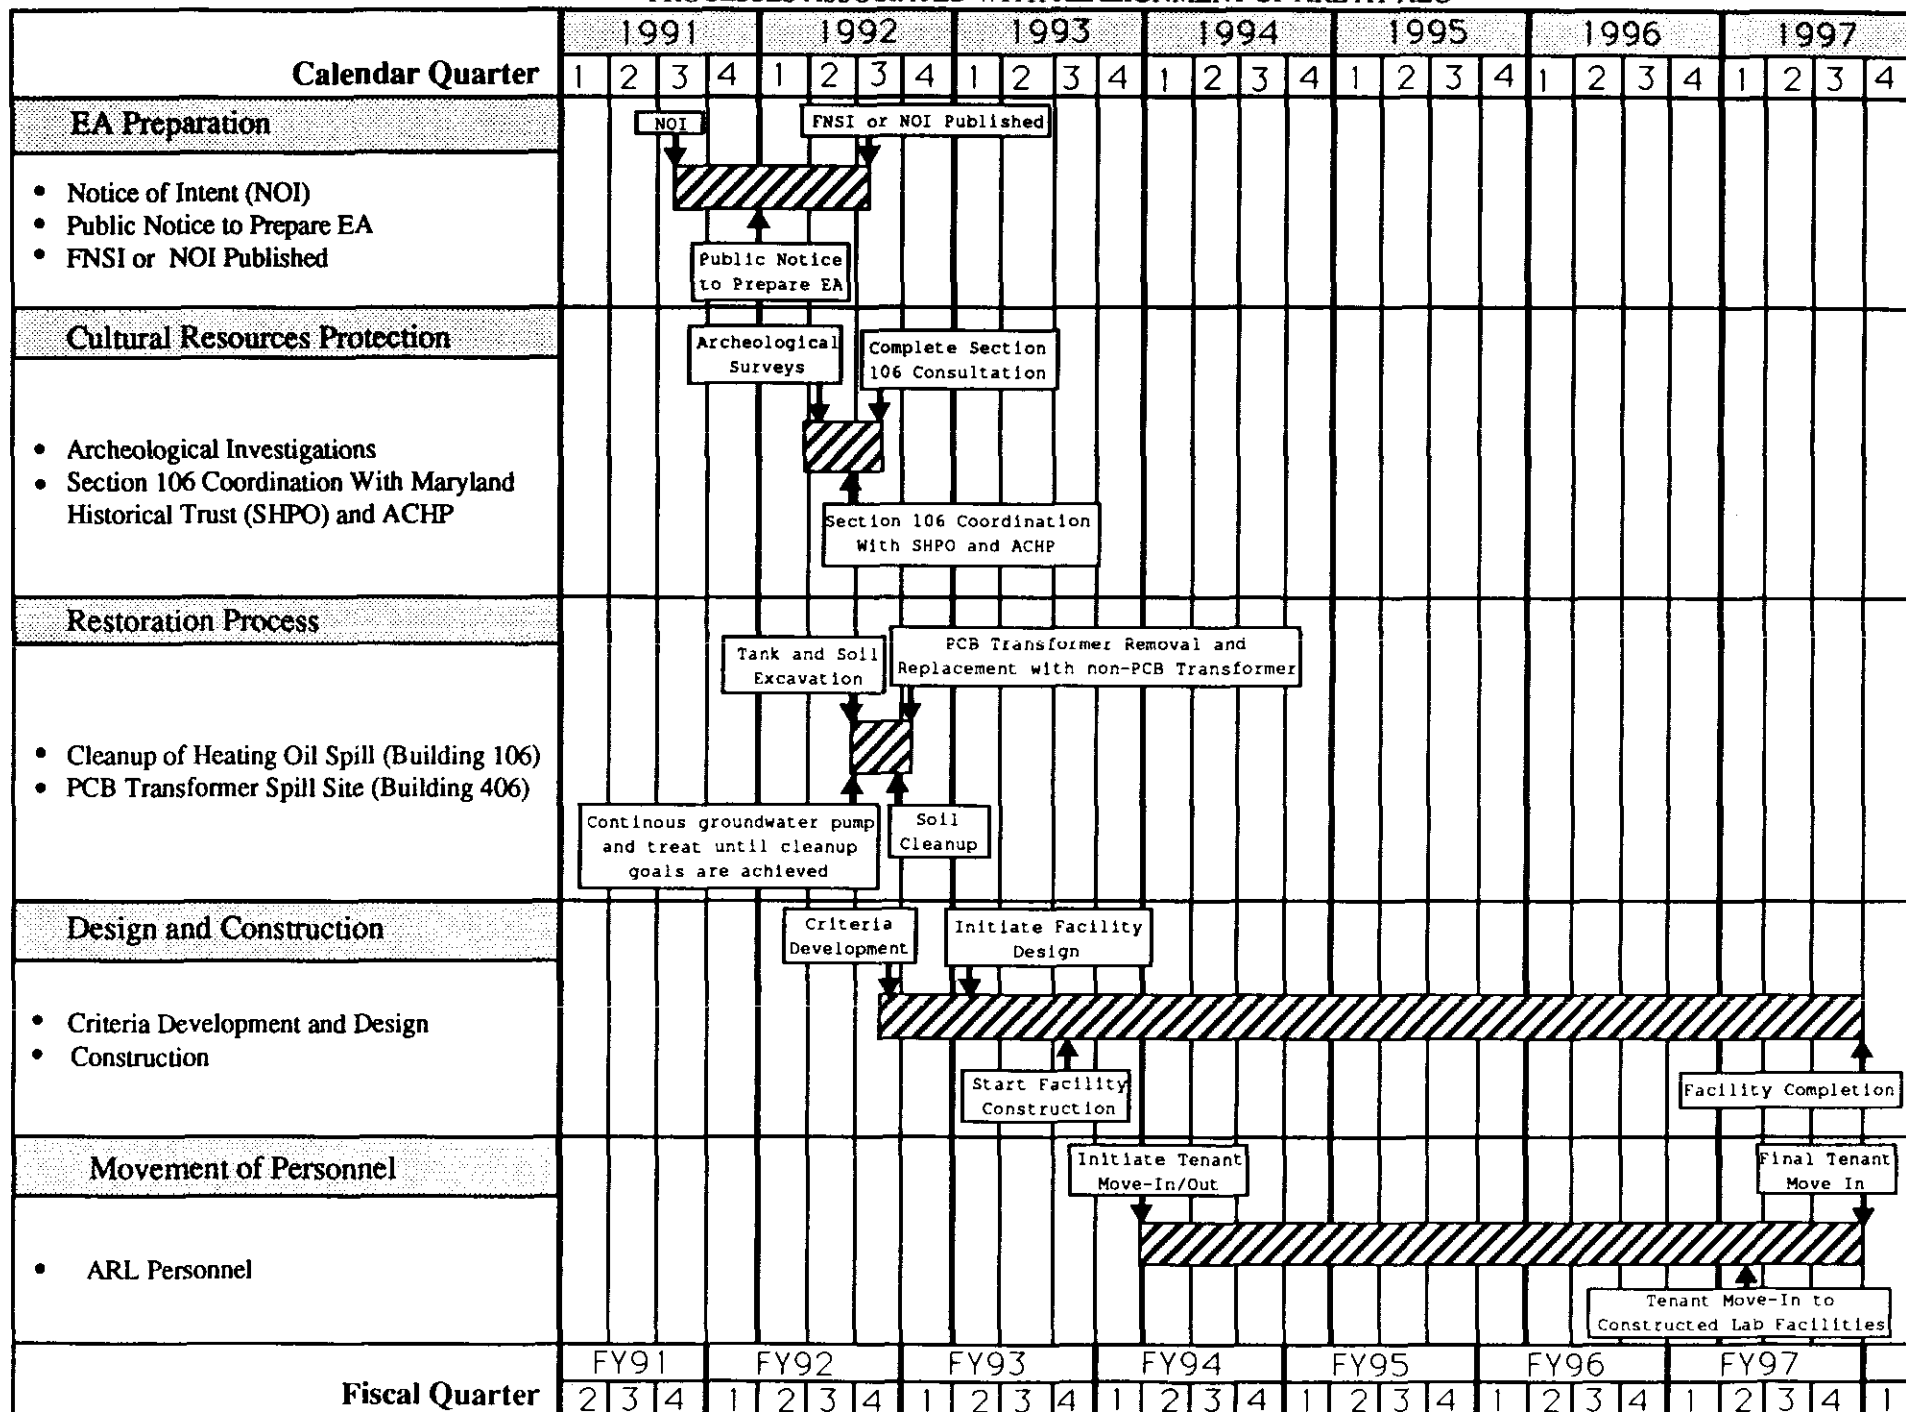 1991 1992 1993 1994 1995 1996 1997
Calendar Quarter 1 2 3 4 1 2 3 4 1 2 3 4 1 2 3 4 1 2 3 4 1 2 3 4 1 2 3 4
EA Preparation
NOI
FNSI or NOI Published
• Notice of Intent (NOI)
• Public Notice to Prepare EA
• FNSI or NOI Published
Public Notice
to Prepare EA
Cultural Resources Protection
Archeological
Surveys
Complete Section
106 Consultation
• Archeological Investigations
• Section 106 Coordination With Maryland
Historical Trust (SHPO) and ACHP
Section 106 Coordination
With SHPO and ACHP
Restoration Process
Tank and Soil
Excavation
PCB Transformer Removal and
Replacement with non-PCB Transformer
• Cleanup of Heating Oil Spill (Building 106)
• PCB Transformer Spill Site (Building 406)
Continous groundwater pump
and treat until cleanup
goals are achieved
Soil
Cleanup
Design and Construction
Criteria
Development
Initiate Facility
Design
• Criteria Development and Design
• Construction
Start Facility
Construction
Facility Completion
Movement of Personnel
Initiate Tenant
Move-In/Out
Final Tenant
Move In
• ARL Personnel
Tenant Move-In to
Constructed Lab Facilities
FY91 FY92 FY93 FY94 FY95 FY96 FY97
Fiscal Quarter 2 3 4 1 2 3 4 1 2 3 4 1 2 3 4 1 2 3 4 1 2 3 4 1 2 3 4 1